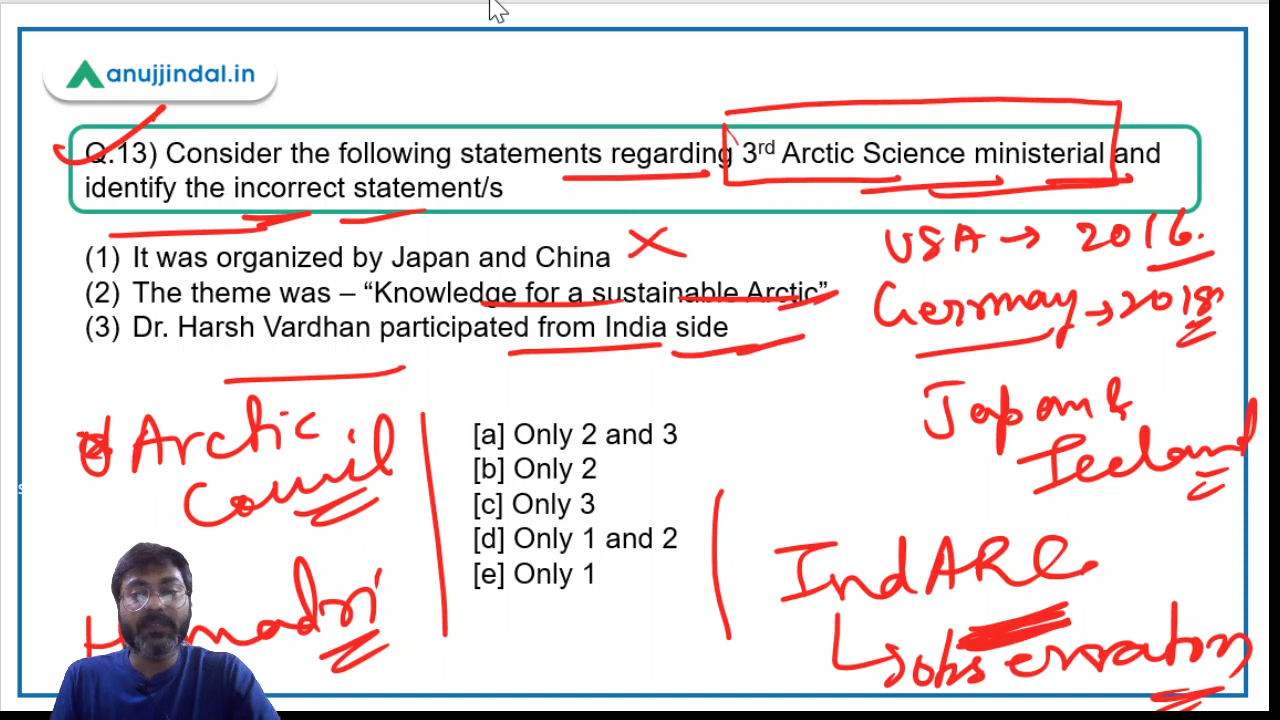 anujjindal.in
Q.13) Consider the following statements regarding 3rd Arctic Science ministerial and
identify the incorrect statement/s
(1) It was organized by Japan and China
(2) The theme was – “Knowledge for a sustainable Arctic”
(3) Dr. Harsh Vardhan participated from India side
USA → 2016.
Germany → 2018
Japan &
Iceland
Arctic
Council
[a] Only 2 and 3
[b] Only 2
[c] Only 3
[d] Only 1 and 2
[e] Only 1
IndARC